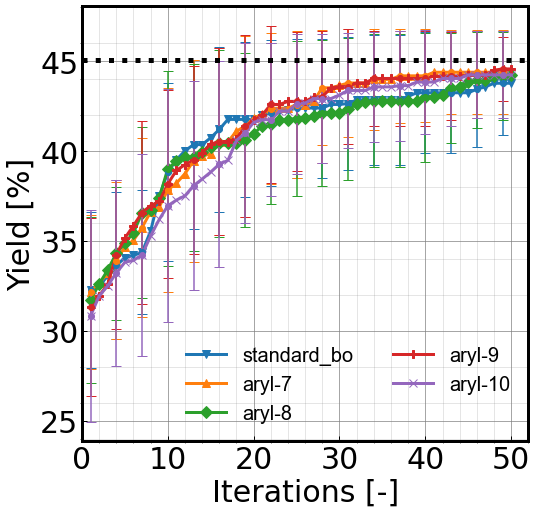 45
40
35
30
25
Yield [%]
standard_bo
aryl-7
aryl-8
aryl-9
aryl-10
0
10
20
30
40
50
Iterations [-]